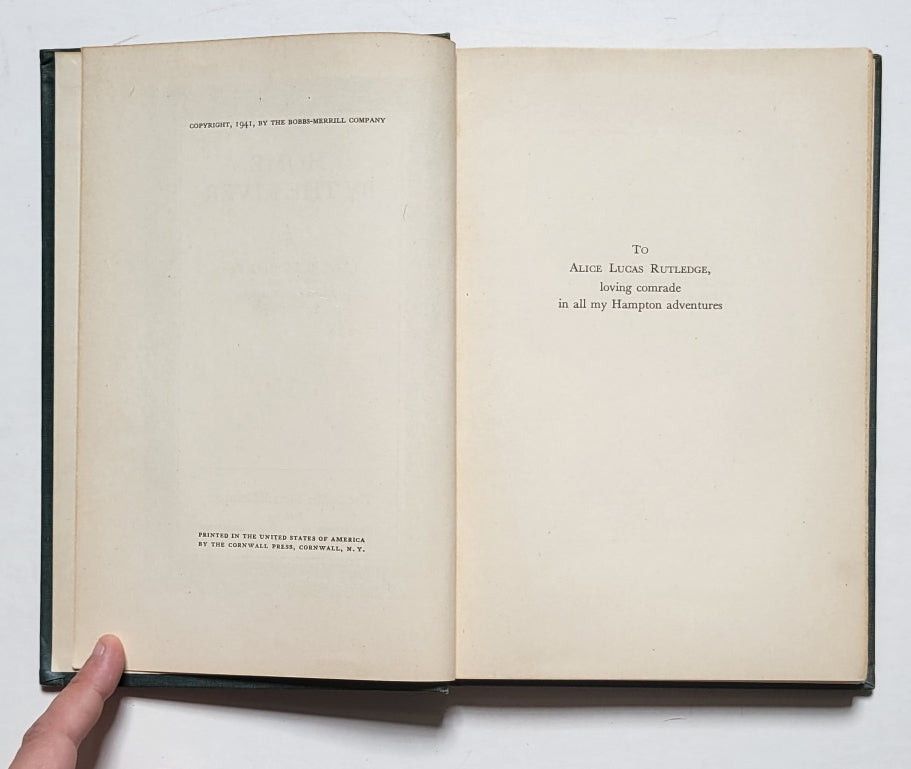 COPYRIGHT, 1941, BY THE BOBBS-MERRILL COMPANY
PRINTED IN THE UNITED STATES OF AMERICA
BY THE CORNWALL PRESS, CORNWALL, N. Y.
TO
ALICE LUCAS RUTLEDGE,
loving comrade
in all my Hampton adventures